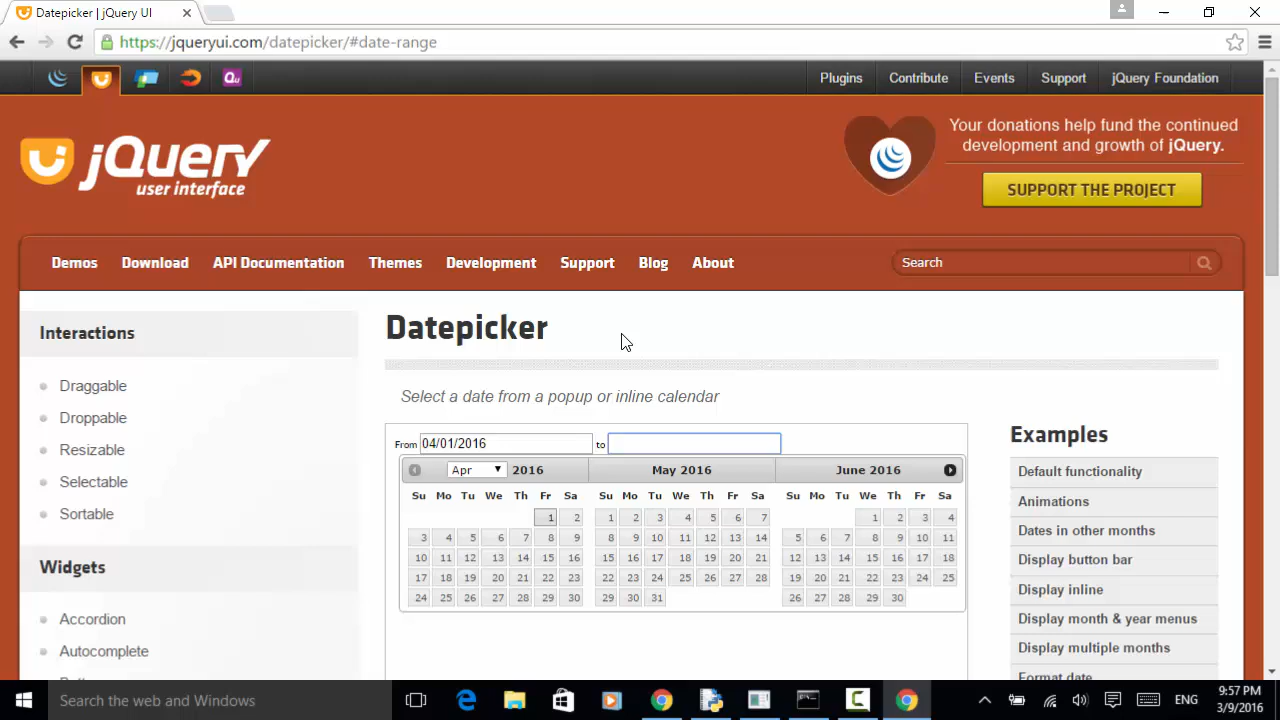 Datepicker | jQuery UI
https://jqueryui.com/datepicker/#date-range
Qu
Plugins
Contribute
Events
Support
jQuery Foundation
jQuery
user interface
Your donations help fund the continued
development and growth of jQuery.
SUPPORT THE PROJECT
Demos
Download
API Documentation
Themes
Development
Support
Blog
About
Search
Interactions
Draggable
Droppable
Resizable
Selectable
Sortable
Widgets
Accordion
Autocomplete
Datepicker
Select a date from a popup or inline calendar
From 04/01/2016 to
Apr 2016
Su Mo Tu We Th Fr Sa
1 2
3 4 5 6 7 8 9
10 11 12 13 14 15 16
17 18 19 20 21 22 23
24 25 26 27 28 29 30
May 2016
Su Mo Tu We Th Fr Sa
1 2 3 4 5 6 7
8 9 10 11 12 13 14
15 16 17 18 19 20 21
22 23 24 25 26 27 28
29 30 31
June 2016
Su Mo Tu We Th Fr Sa
1 2 3 4
5 6 7 8 9 10 11
12 13 14 15 16 17 18
19 20 21 22 23 24 25
26 27 28 29 30
Examples
Default functionality
Animations
Dates in other months
Display button bar
Display inline
Display month & year menus
Display multiple months
Format date
Search the web and Windows
ENG
9:57 PM
3/9/2016